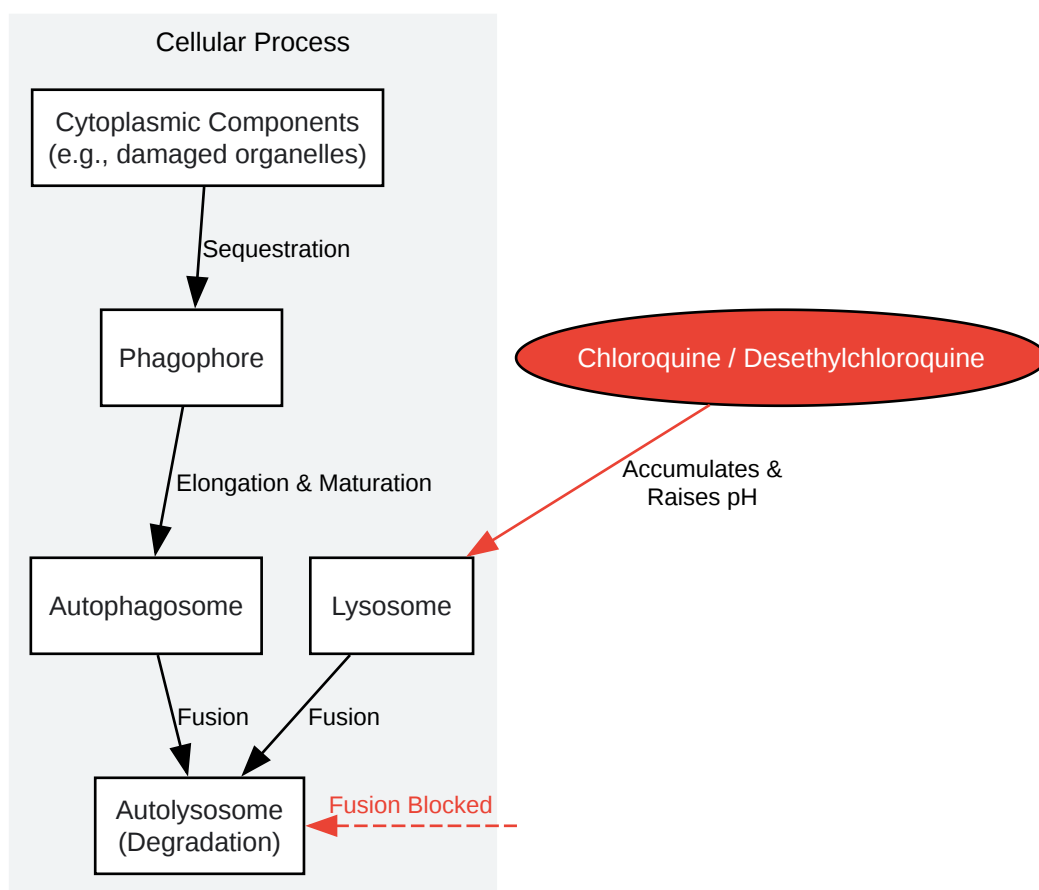 Cellular Process
Cytoplasmic Components
(e.g., damaged organelles)
Sequestration
Phagophore
Chloroquine / Desethylchloroquine
Elongation & Maturation
Accumulates &
Raises pH
Autophagosome
Lysosome
Fusion
Fusion
Autolysosome
(Degradation)
Fusion Blocked